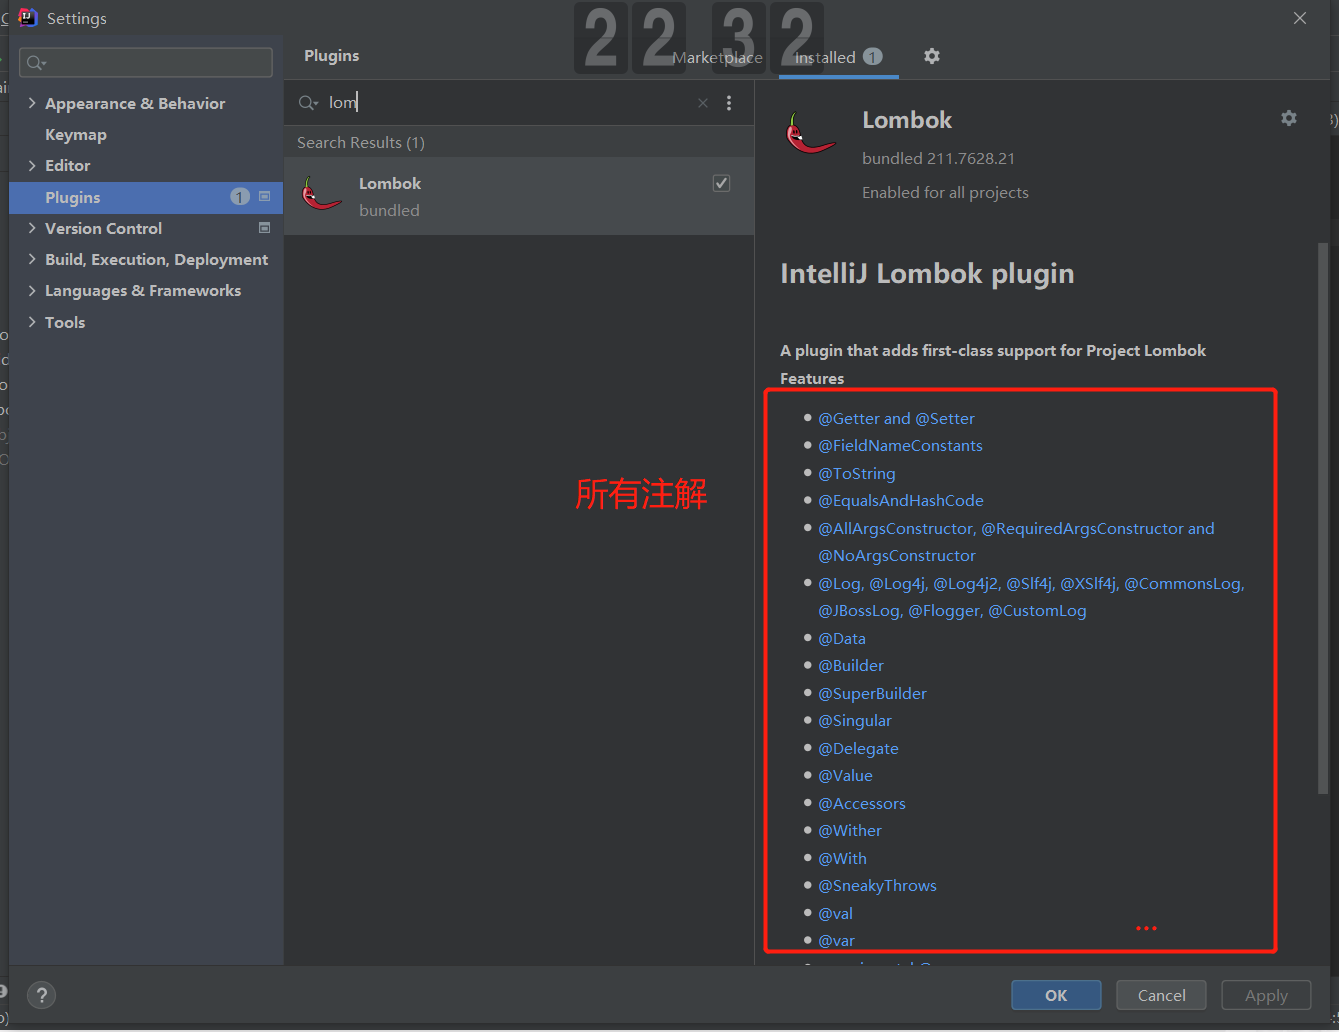 Settings
22 32
Plugins
Marketplace
Installed 1
Appearance & Behavior
Keymap
Editor
Plugins 1
Version Control
Build, Execution, Deployment
Languages & Frameworks
Tools
lom
Search Results (1)
Lombok
bundled
所有注解
Lombok
bundled 211.7628.21
Enabled for all projects
IntelliJ Lombok plugin
A plugin that adds first-class support for Project Lombok
Features
@Getter and @Setter
@FieldNameConstants
@ToString
@EqualsAndHashCode
@AllArgsConstructor, @RequiredArgsConstructor and
@NoArgsConstructor
@Log, @Log4j, @Log4j2, @Slf4j, @XSlf4j, @CommonsLog,
@JBossLog, @Flogger, @CustomLog
@Data
@Builder
@SuperBuilder
@Singular
@Delegate
@Value
@Accessors
@Wither
@With
@SneakyThrows
@val
@var
...
?
OK
Cancel
Apply